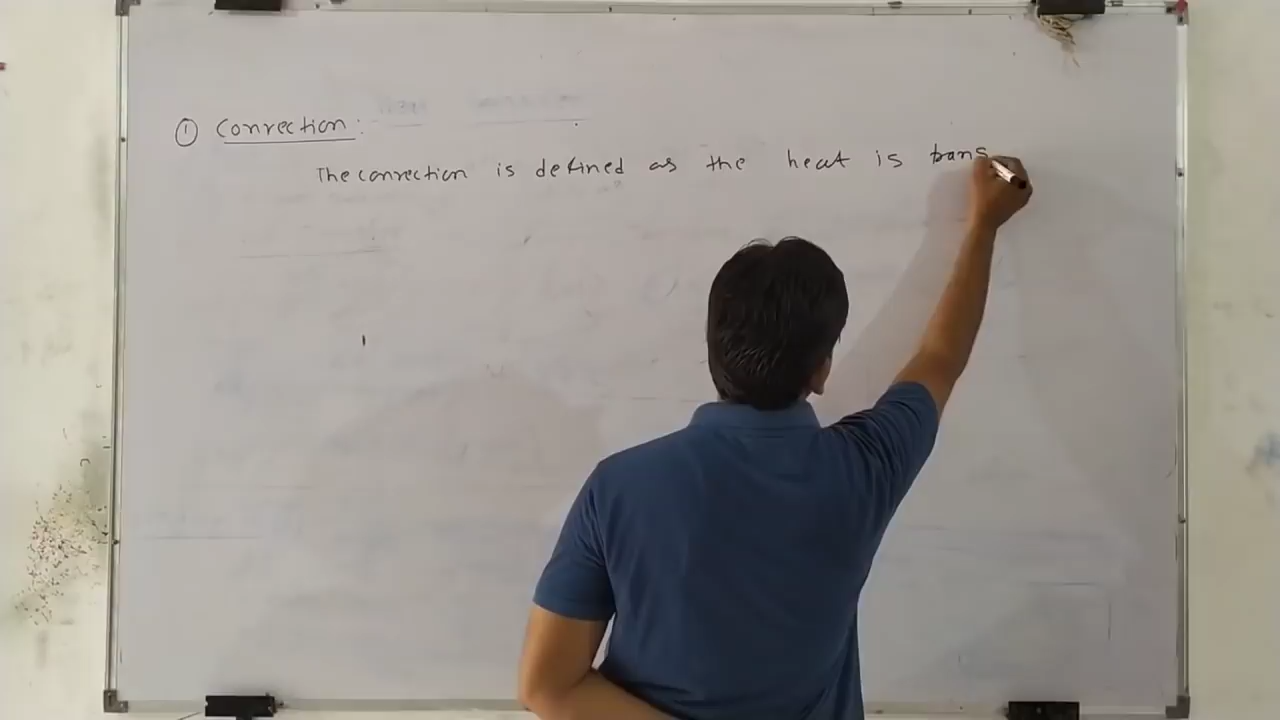 ① Convection:
The convection is defined as the heat is trans